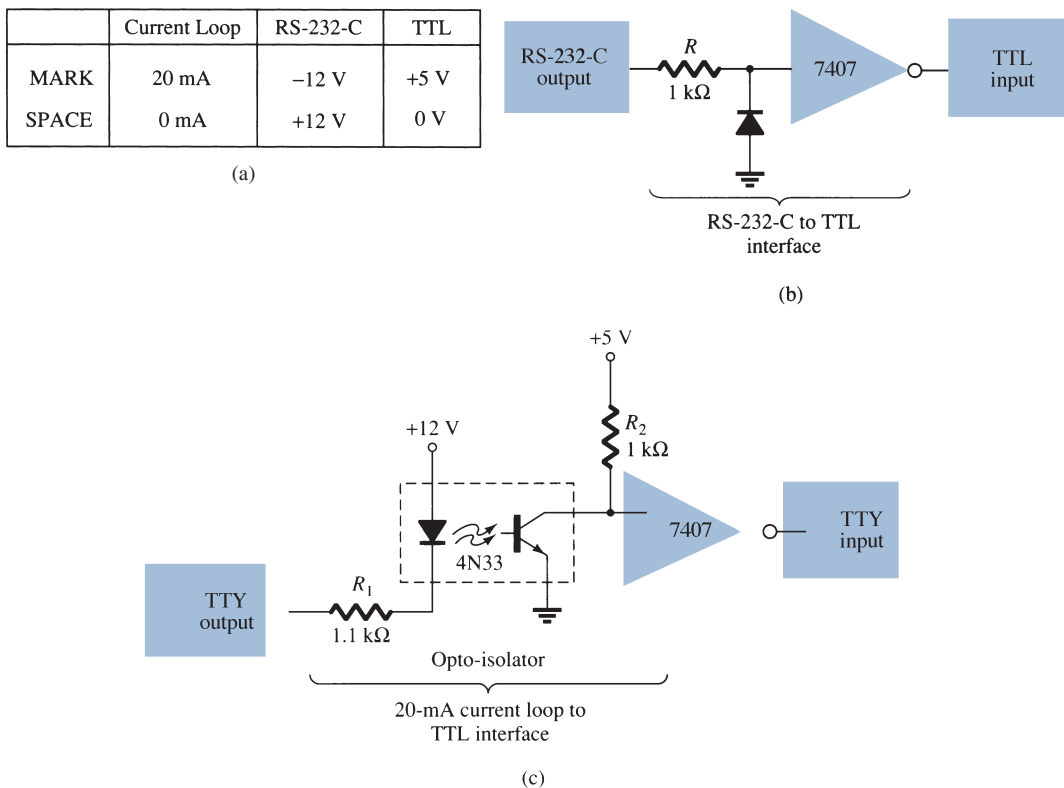 Current Loop RS-232-C TTL
MARK 20 mA −12 V +5 V
SPACE 0 mA +12 V 0 V
(a)
RS-232-C
output
R
1 kΩ
7407
TTL
input
RS-232-C to TTL
interface
(b)
+5 V
R2
1 kΩ
+12 V
4N33
7407
TTY
input
TTY
output
R1
1.1 kΩ
Opto-isolator
20-mA current loop to
TTL interface
(c)